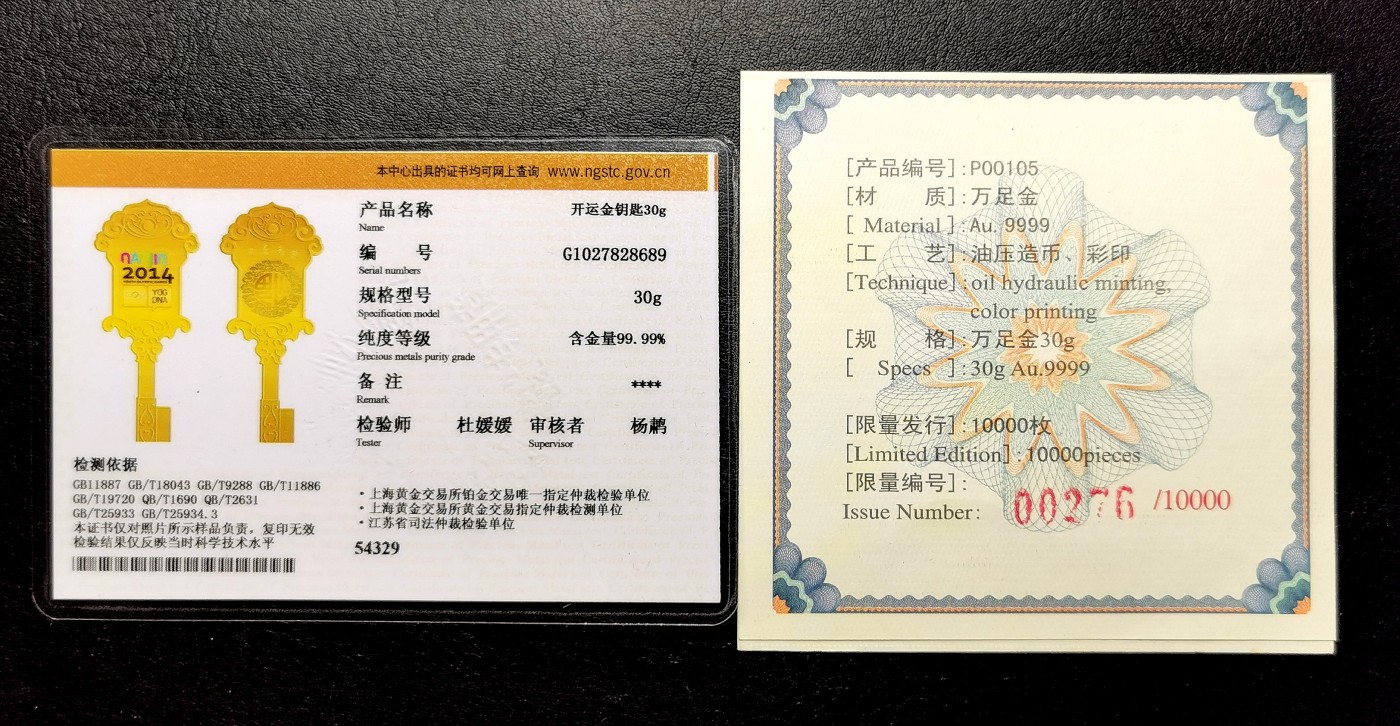 本中心出具的证书均可网上查询 www.ngstc.gov.cn
NANJIN
2014
YOG
DNA
产品名称 开运金钥匙30g
Name
编 号 G1027828689
Serial numbers
规格型号 30g
Specification model
纯度等级 含金量99.99%
Precious metals purity grade
备 注 ****
Remark
检验师 杜媛媛 审核者 杨鹔
Tester Supervisor
检测依据
GB11887 GB/T18043 GB/T9288 GB/T11886
GB/T19720 QB/T1690 QB/T2631
GB/T25933 GB/T25934.3
本证书仅对照片所示样品负责，复印无效
检验结果仅反映当时科学技术水平
·上海黄金交易所铂金交易唯一指定仲裁检验单位
·上海黄金交易所黄金交易指定仲裁检测单位
·江苏省司法仲裁检验单位
54329
[产品编号]:P00105
[材 质]:万足金
[ Material ]:Au. 9999
[工 艺]:油压造币、彩印
[Technique]:oil hydraulic minting,
color printing
[规 格]:万足金30g
[ Specs ]:30g Au.9999
[限量发行]:10000枚
[Limited Edition]:10000pieces
[限量编号]:
Issue Number: 00276 /10000